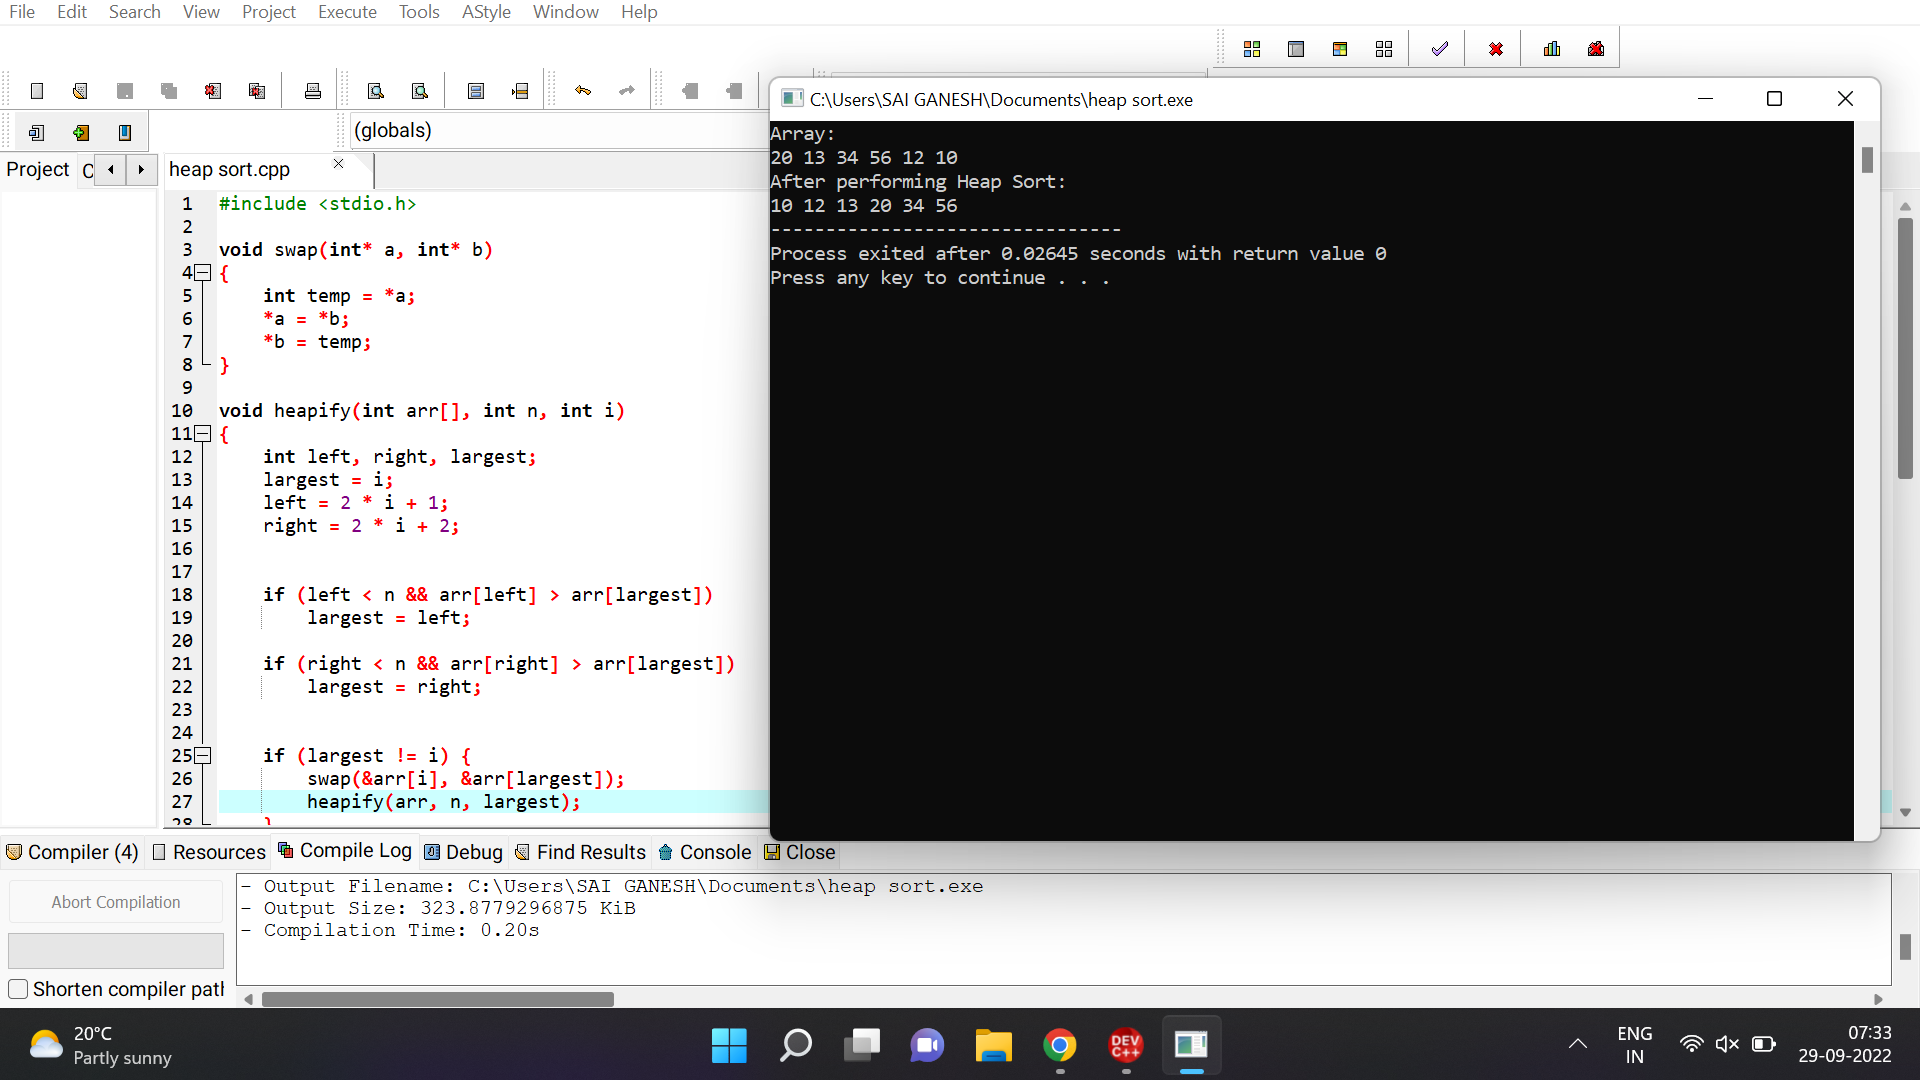 File Edit Search View Project Execute Tools AStyle Window Help
(globals)
Project C
heap sort.cpp
1 #include <stdio.h>
2
3 void swap(int* a, int* b)
4 {
5 int temp = *a;
6 *a = *b;
7 *b = temp;
8 }
9
10 void heapify(int arr[], int n, int i)
11 {
12 int left, right, largest;
13 largest = i;
14 left = 2 * i + 1;
15 right = 2 * i + 2;
16
17
18 if (left < n && arr[left] > arr[largest])
19 largest = left;
20
21 if (right < n && arr[right] > arr[largest])
22 largest = right;
23
24
25 if (largest != i) {
26 swap(&arr[i], &arr[largest]);
27 heapify(arr, n, largest);
28 }
C:\Users\SAI GANESH\Documents\heap sort.exe
Array:
20 13 34 56 12 10
After performing Heap Sort:
10 12 13 20 34 56
--------------------------------
Process exited after 0.02645 seconds with return value 0
Press any key to continue . . .
Compiler (4) Resources Compile Log Debug Find Results Console Close
Abort Compilation
Shorten compiler path
- Output Filename: C:\Users\SAI GANESH\Documents\heap sort.exe
- Output Size: 323.8779296875 KiB
- Compilation Time: 0.20s
20°C
Partly sunny
DEV
C++
ENG
IN
07:33
29-09-2022